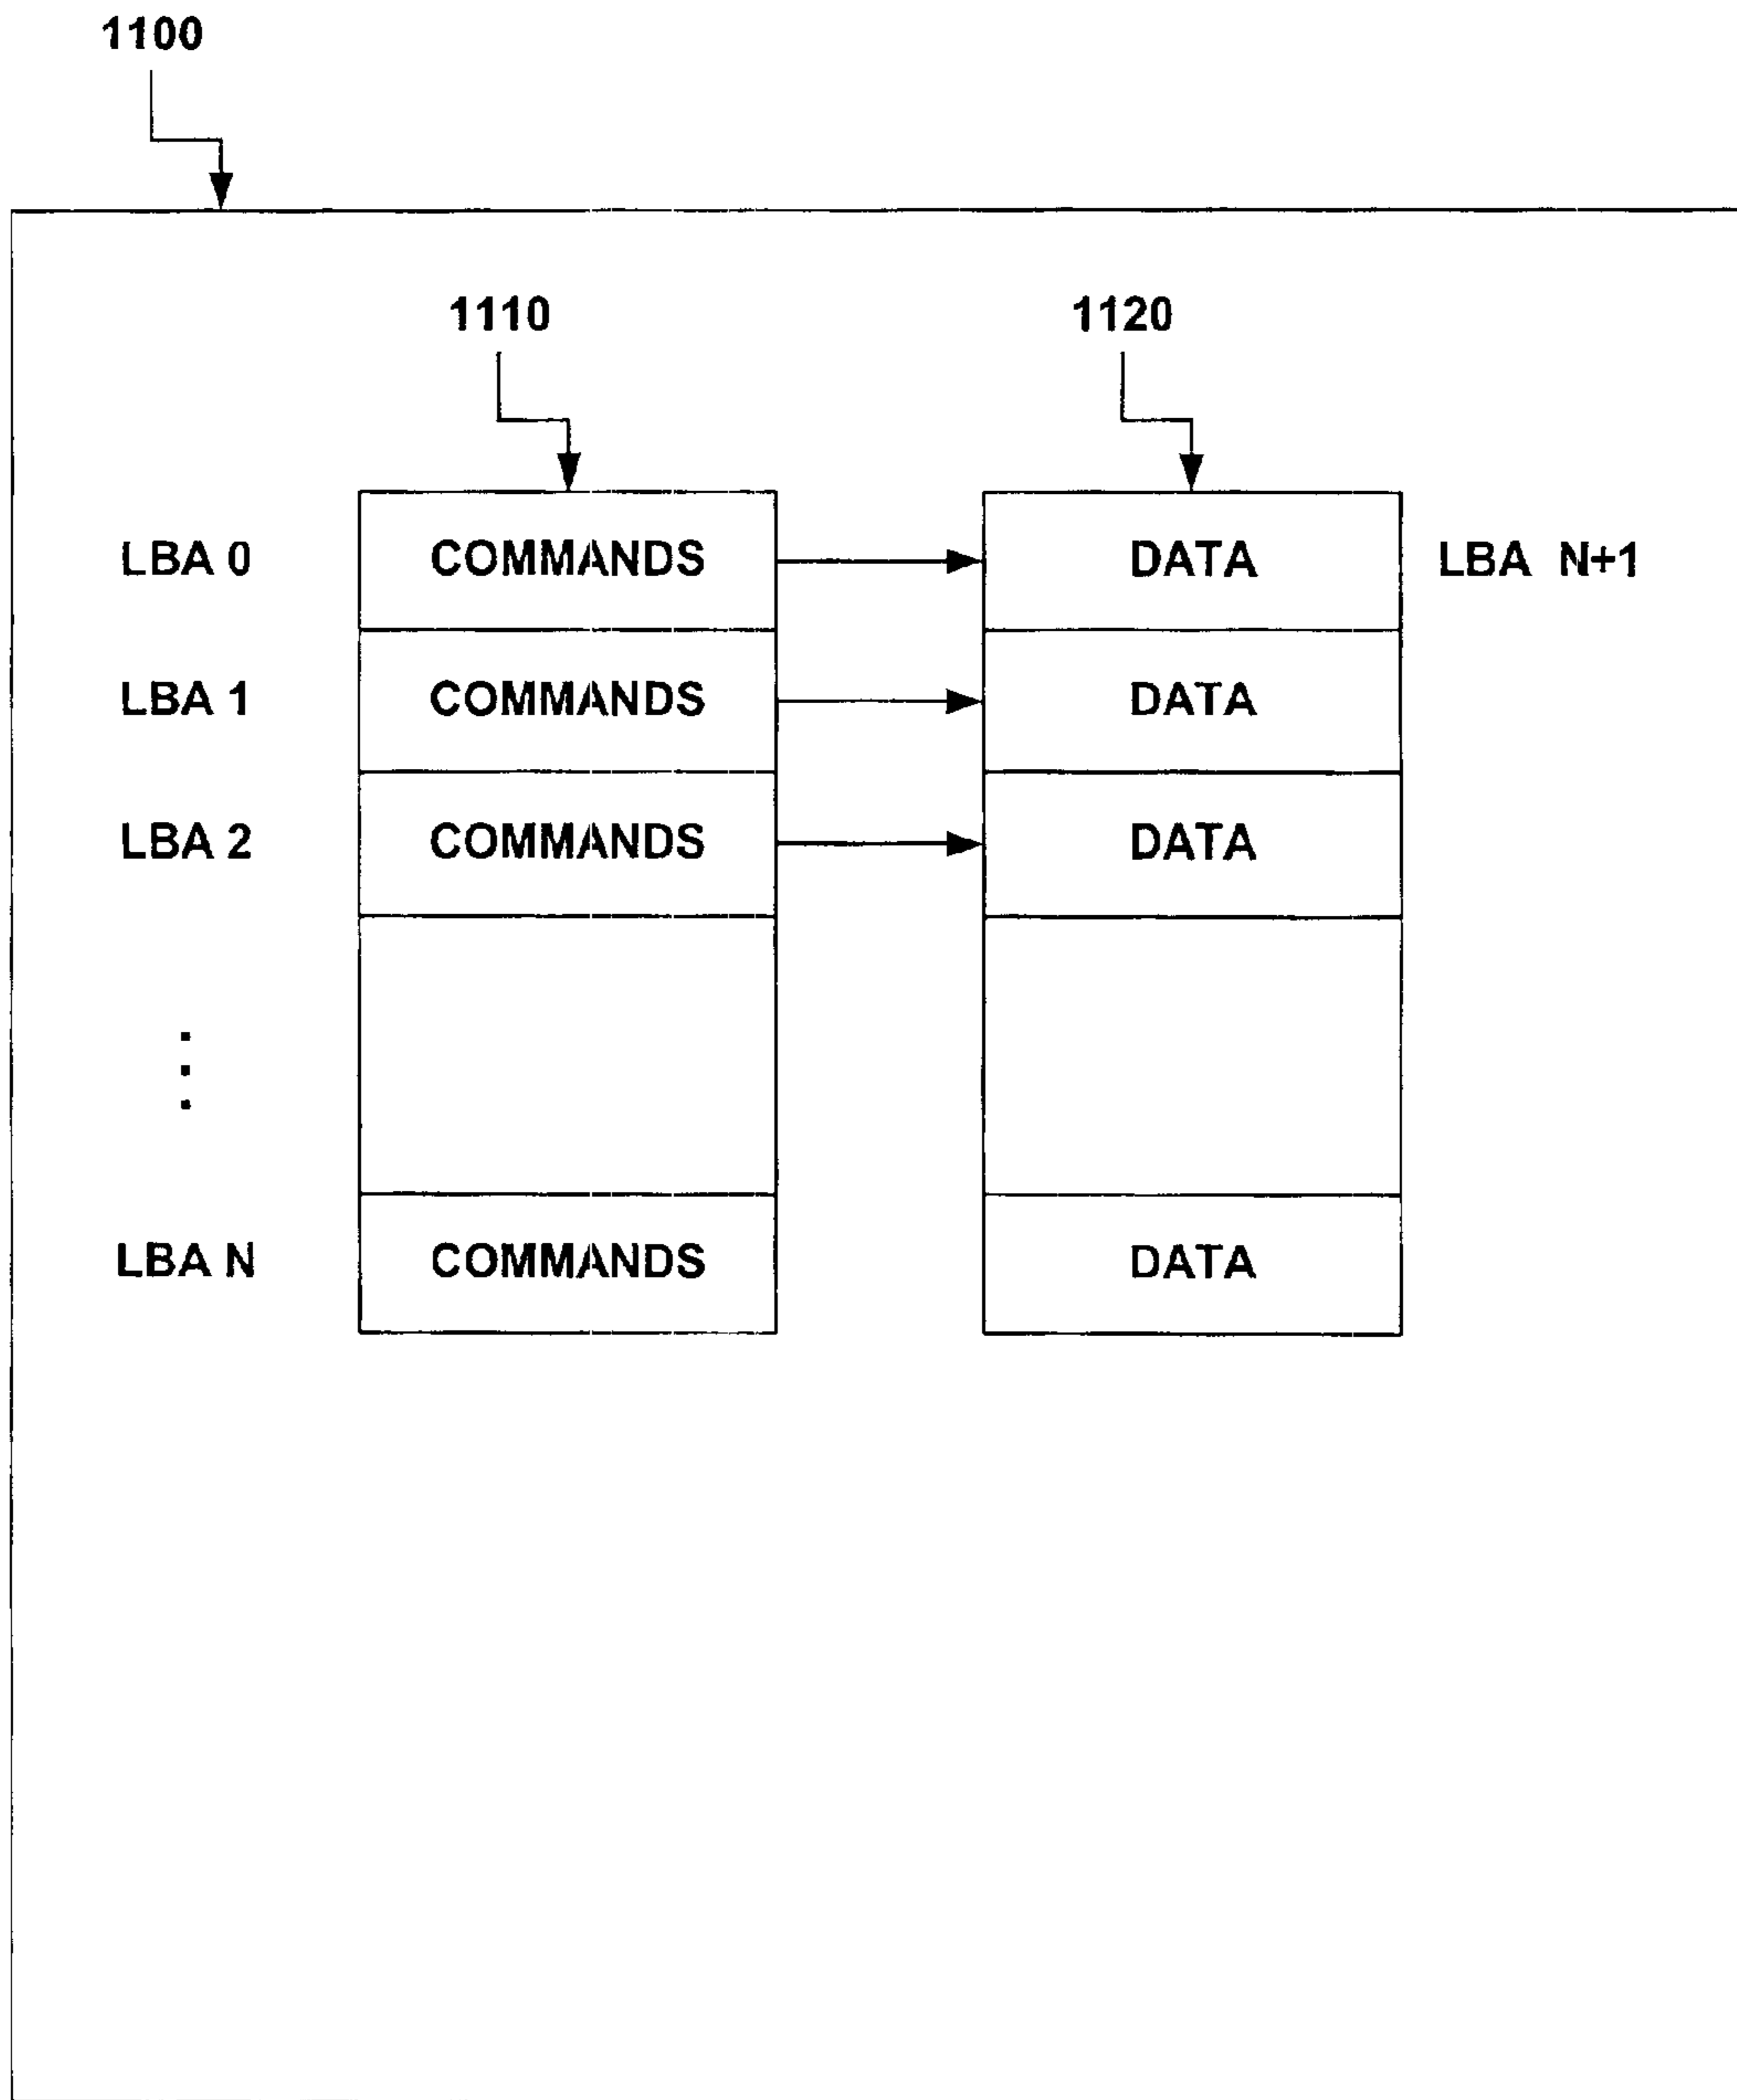 1100
1110 1120
LBA 0 COMMANDS DATA LBA N+1
LBA 1 COMMANDS DATA
LBA 2 COMMANDS DATA
LBA N COMMANDS DATA